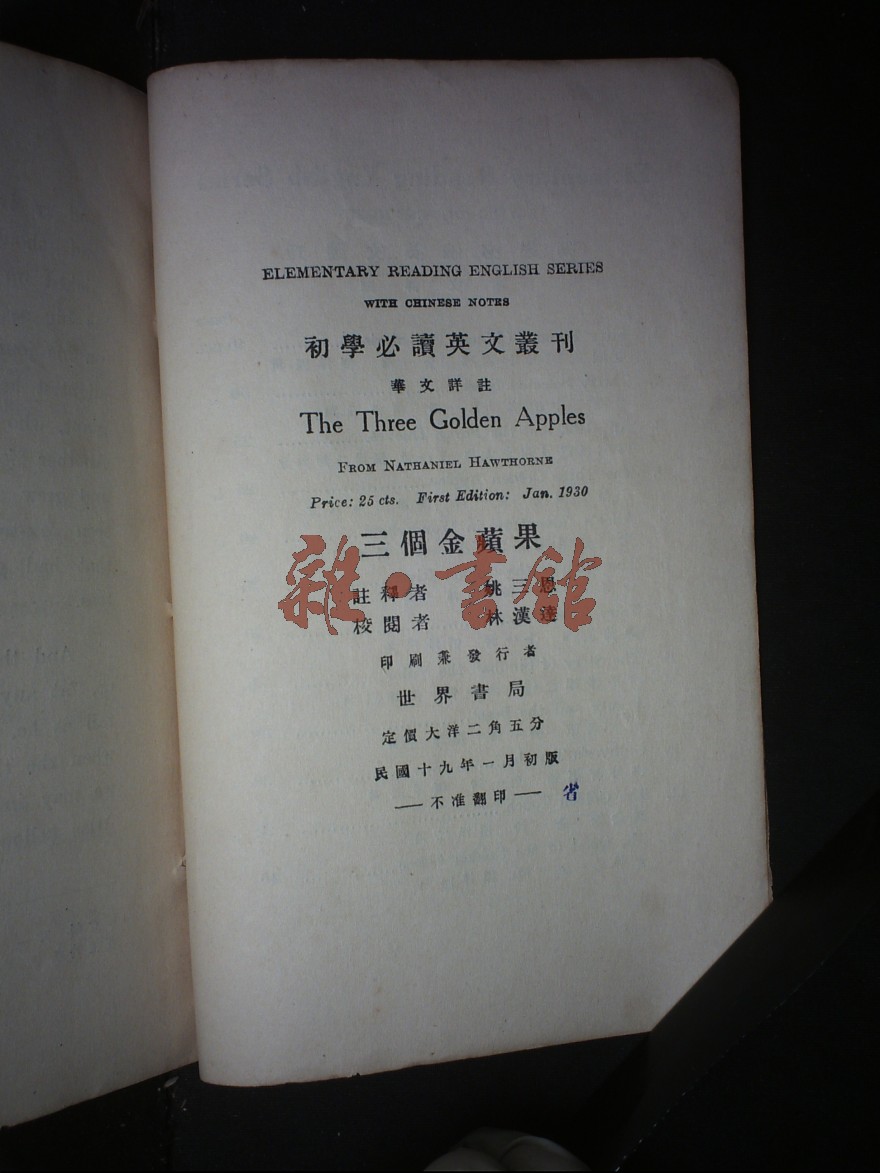 ELEMENTARY READING ENGLISH SERIES
WITH CHINESE NOTES
初學必讀英文叢刊
華文詳註
The Three Golden Apples
FROM NATHANIEL HAWTHORNE
Price: 25 cts. First Edition: Jan. 1930
三個金蘋果
雜·書館
註釋者 姚三恩
校閱者 林漢達
印刷兼發行者
世界書局
定價大洋二角五分
民國十九年一月初版
——不准翻印——
省